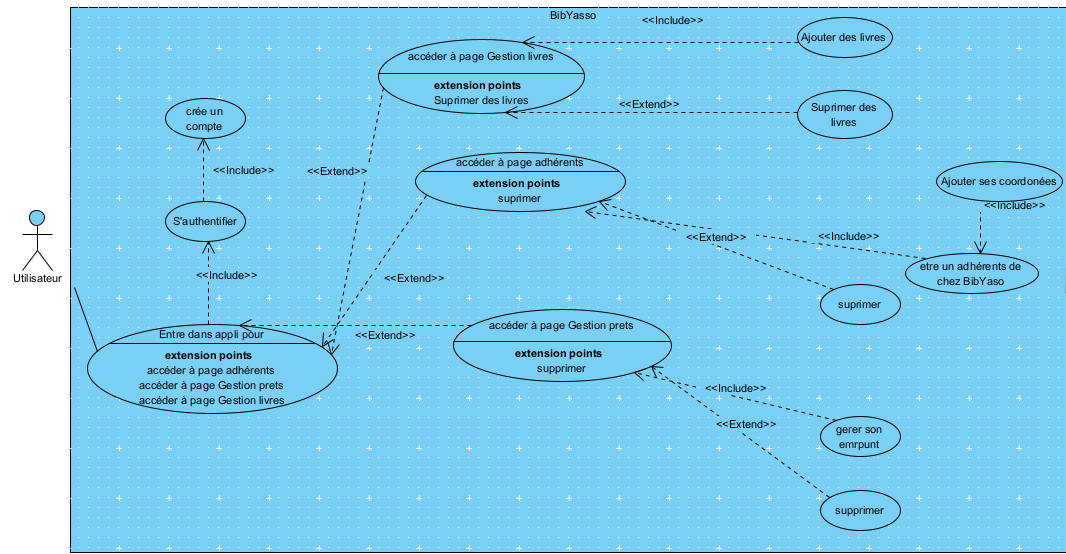 BibYasso
<<Include>>
Ajouter des livres
accéder à page Gestion livres
extension points
Suprimer des livres
<<Extend>>
Suprimer des
livres
crée un
compte
<<Include>>
<<Extend>>
accéder à page adhérents
extension points
suprimer
Ajouter ses coordonées
<<Include>>
S'authentifier
<<Extend>>
<<Include>>
Utilisateur
<<Include>>
<<Extend>>
etre un adhérents de
chez BibYaso
suprimer
Entre dans appli pour
extension points
accéder à page adhérents
accéder à page Gestion prets
accéder à page Gestion livres
<<Extend>>
accéder à page Gestion prets
extension points
supprimer
<<Include>>
<<Extend>>
gerer son
emrpunt
supprimer